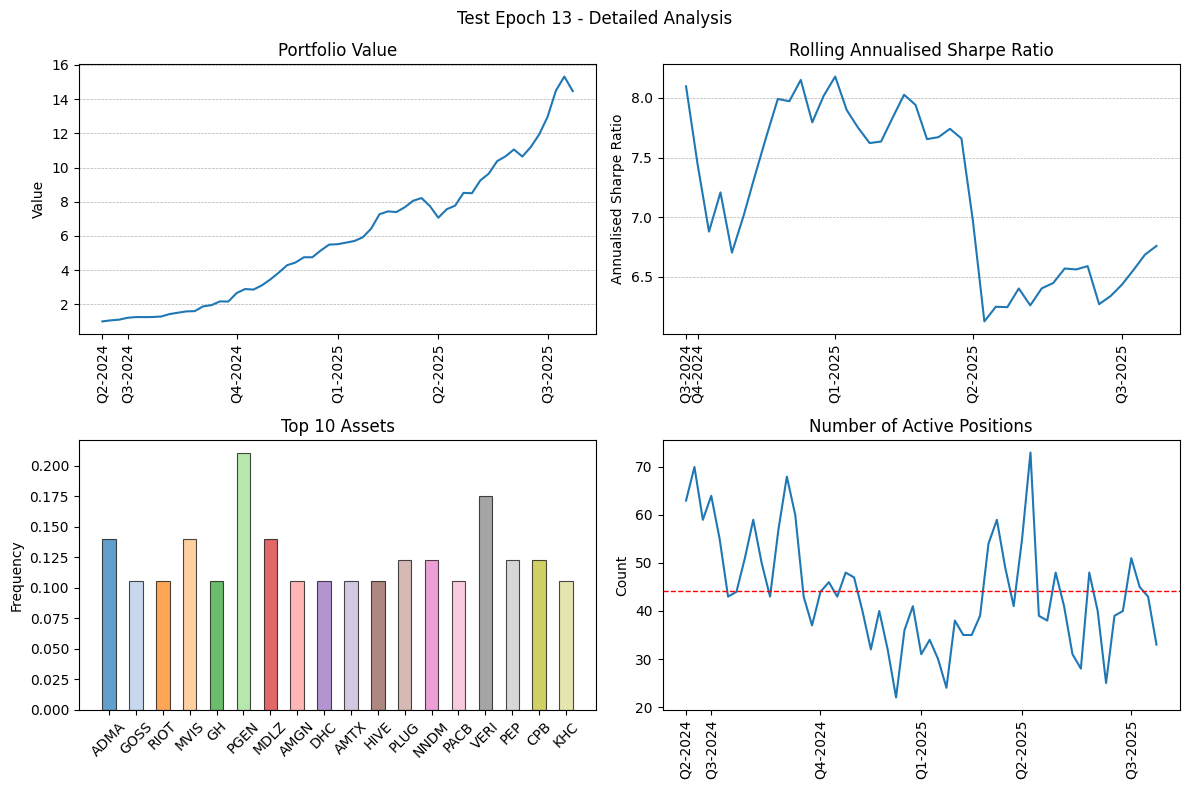 Test Epoch 13 - Detailed Analysis
Portfolio Value
Value
16
14
12
10
8
6
4
2
Q2-2024
Q3-2024
Q4-2024
Q1-2025
Q2-2025
Q3-2025
Rolling Annualised Sharpe Ratio
Annualised Sharpe Ratio
8.0
7.5
7.0
6.5
Q3-2024
Q4-2024
Q1-2025
Q2-2025
Q3-2025
Top 10 Assets
Frequency
0.200
0.175
0.150
0.125
0.100
0.075
0.050
0.025
0.000
ADMA
GOSS
RIOT
MVIS
GH
PGEN
MDLZ
AMGN
DHC
AMTX
HIVE
PLUG
NNDM
PACB
VERI
PEP
CPB
KHC
Number of Active Positions
Count
70
60
50
40
30
20
Q2-2024
Q3-2024
Q4-2024
Q1-2025
Q2-2025
Q3-2025